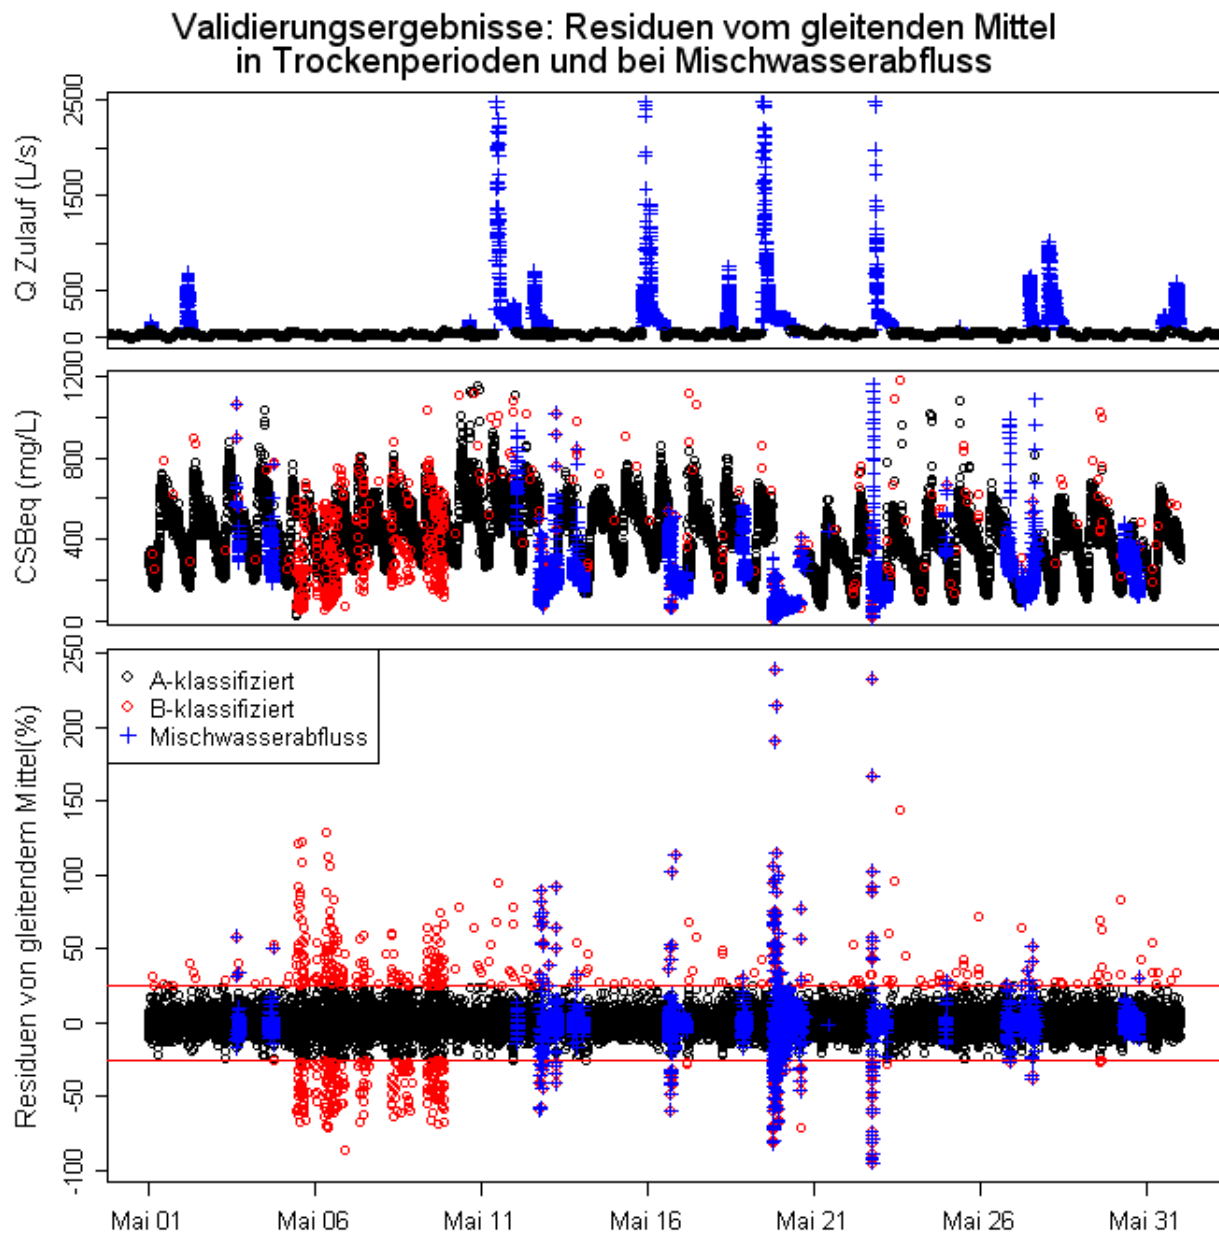 Validierungsergebnisse: Residuen vom gleitenden Mittel
in Trockenperioden und bei Mischwasserabfluss
Q Zulauf (L/s)
2500
1500
500
0
CSBeq (mg/L)
1200
800
400
0
Residuen von gleitendem Mittel(%)
250
200
150
100
50
0
-50
-100
A-klassifiziert
B-klassifiziert
Mischwasserabfluss
Mai 01 Mai 06 Mai 11 Mai 16 Mai 21 Mai 26 Mai 31